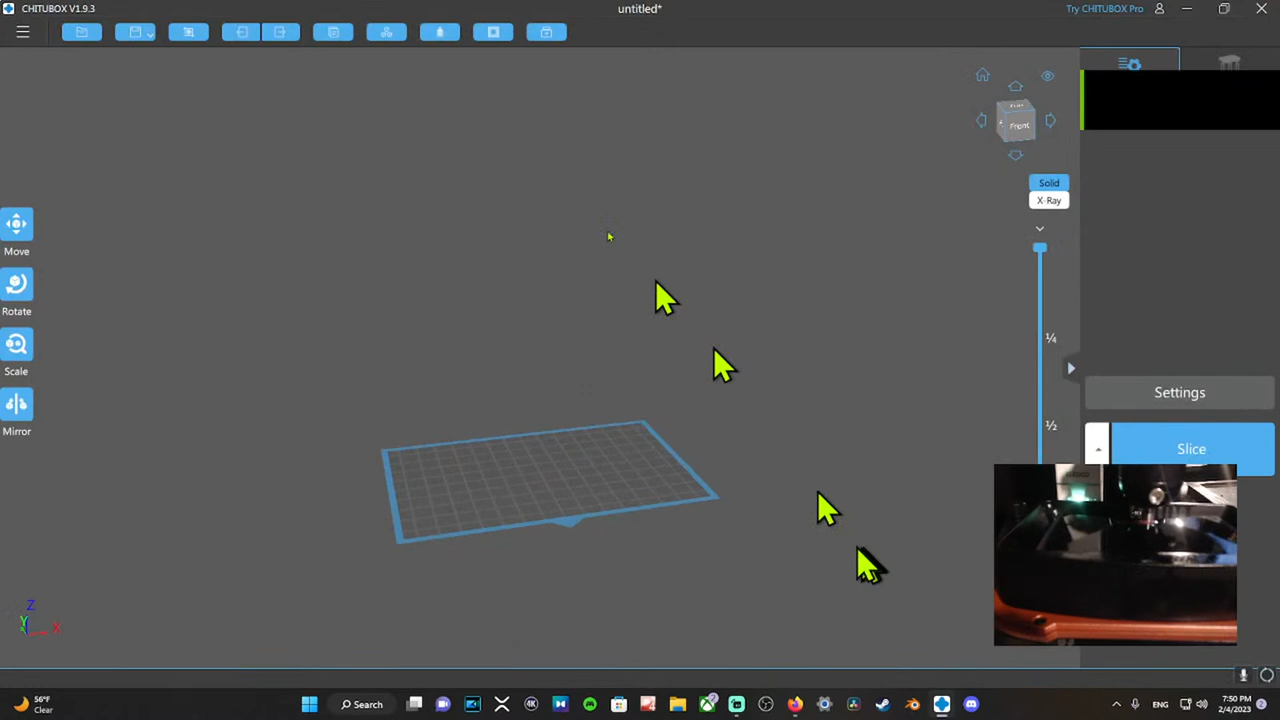 CHITUBOX V1.9.3
untitled*
Try CHITUBOX Pro
Front
Solid
X-Ray
Move
Rotate
Scale
Mirror
¼
½
Settings
Slice
Z
Y
X
56°F
Clear
Search
ENG
7:50 PM
2/4/2023